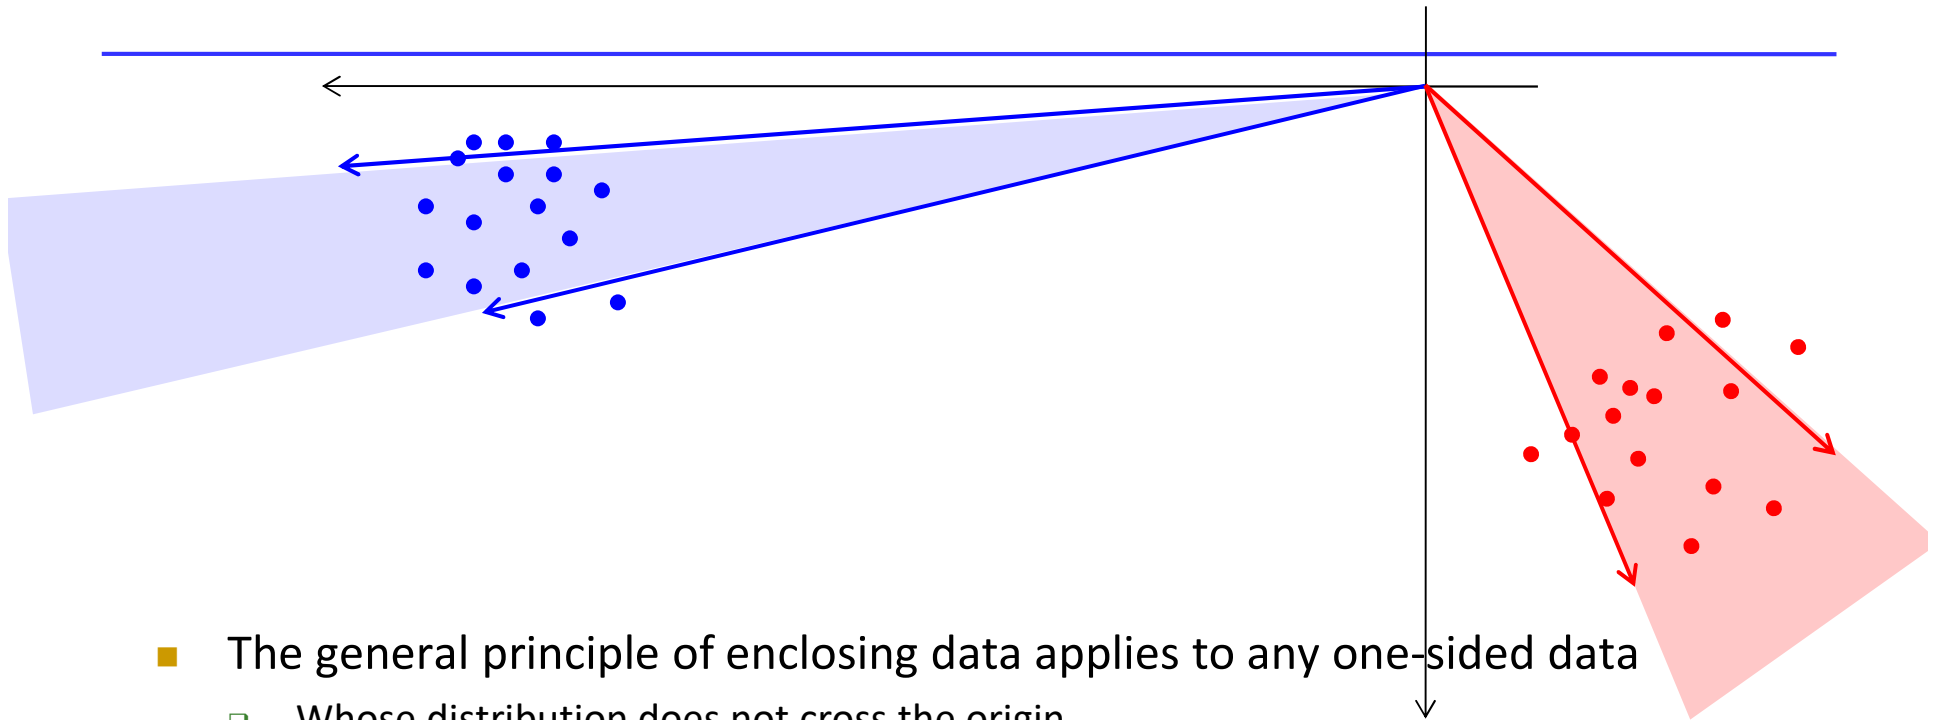 The general principle of enclosing data applies to any one-sided data
Whose distribution does not cross the origin